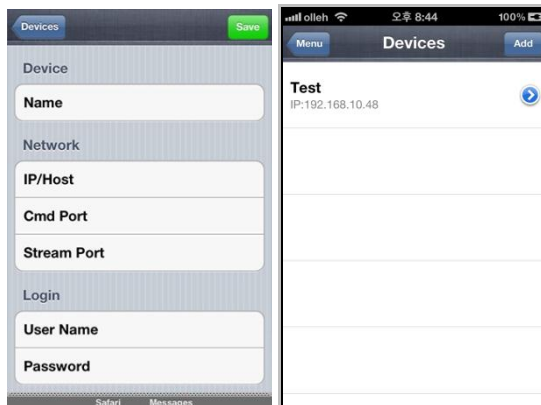 Devices
Save
Device
Name
Network
IP/Host
Cmd Port
Stream Port
Login
User Name
Password
Safari Messages
olleh 오후 8:44 100%
Menu Devices Add
Test
IP:192.168.10.48